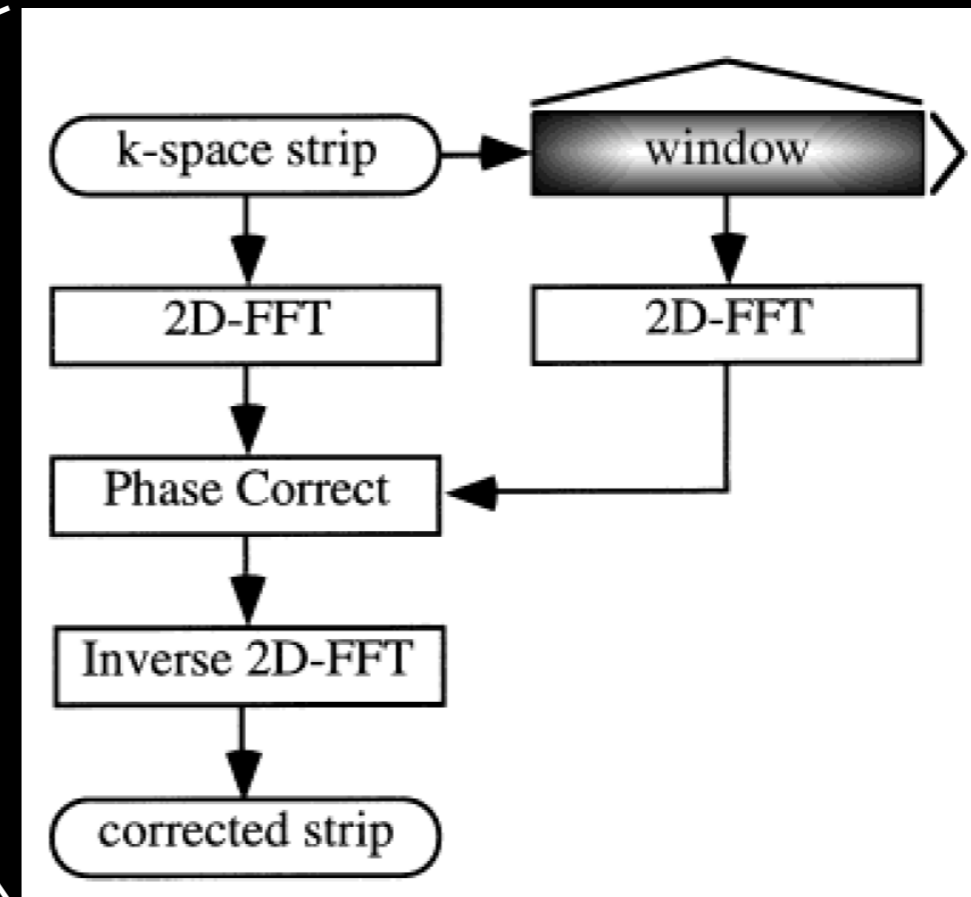 k-space strip
window
2D-FFT
2D-FFT
Phase Correct
Inverse 2D-FFT
corrected strip